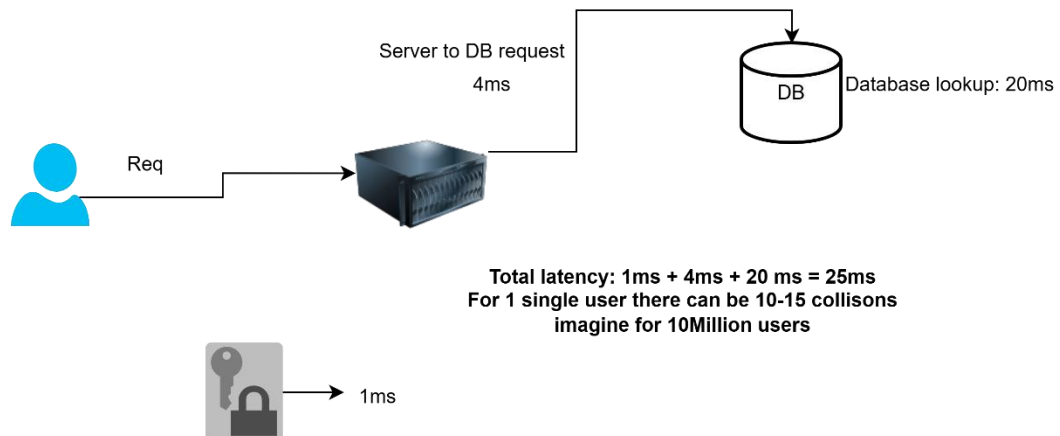 Server to DB request
4ms
DB
Database lookup: 20ms
Req
Total latency: 1ms + 4ms + 20 ms = 25ms
For 1 single user there can be 10-15 collisons
imagine for 10Million users
1ms